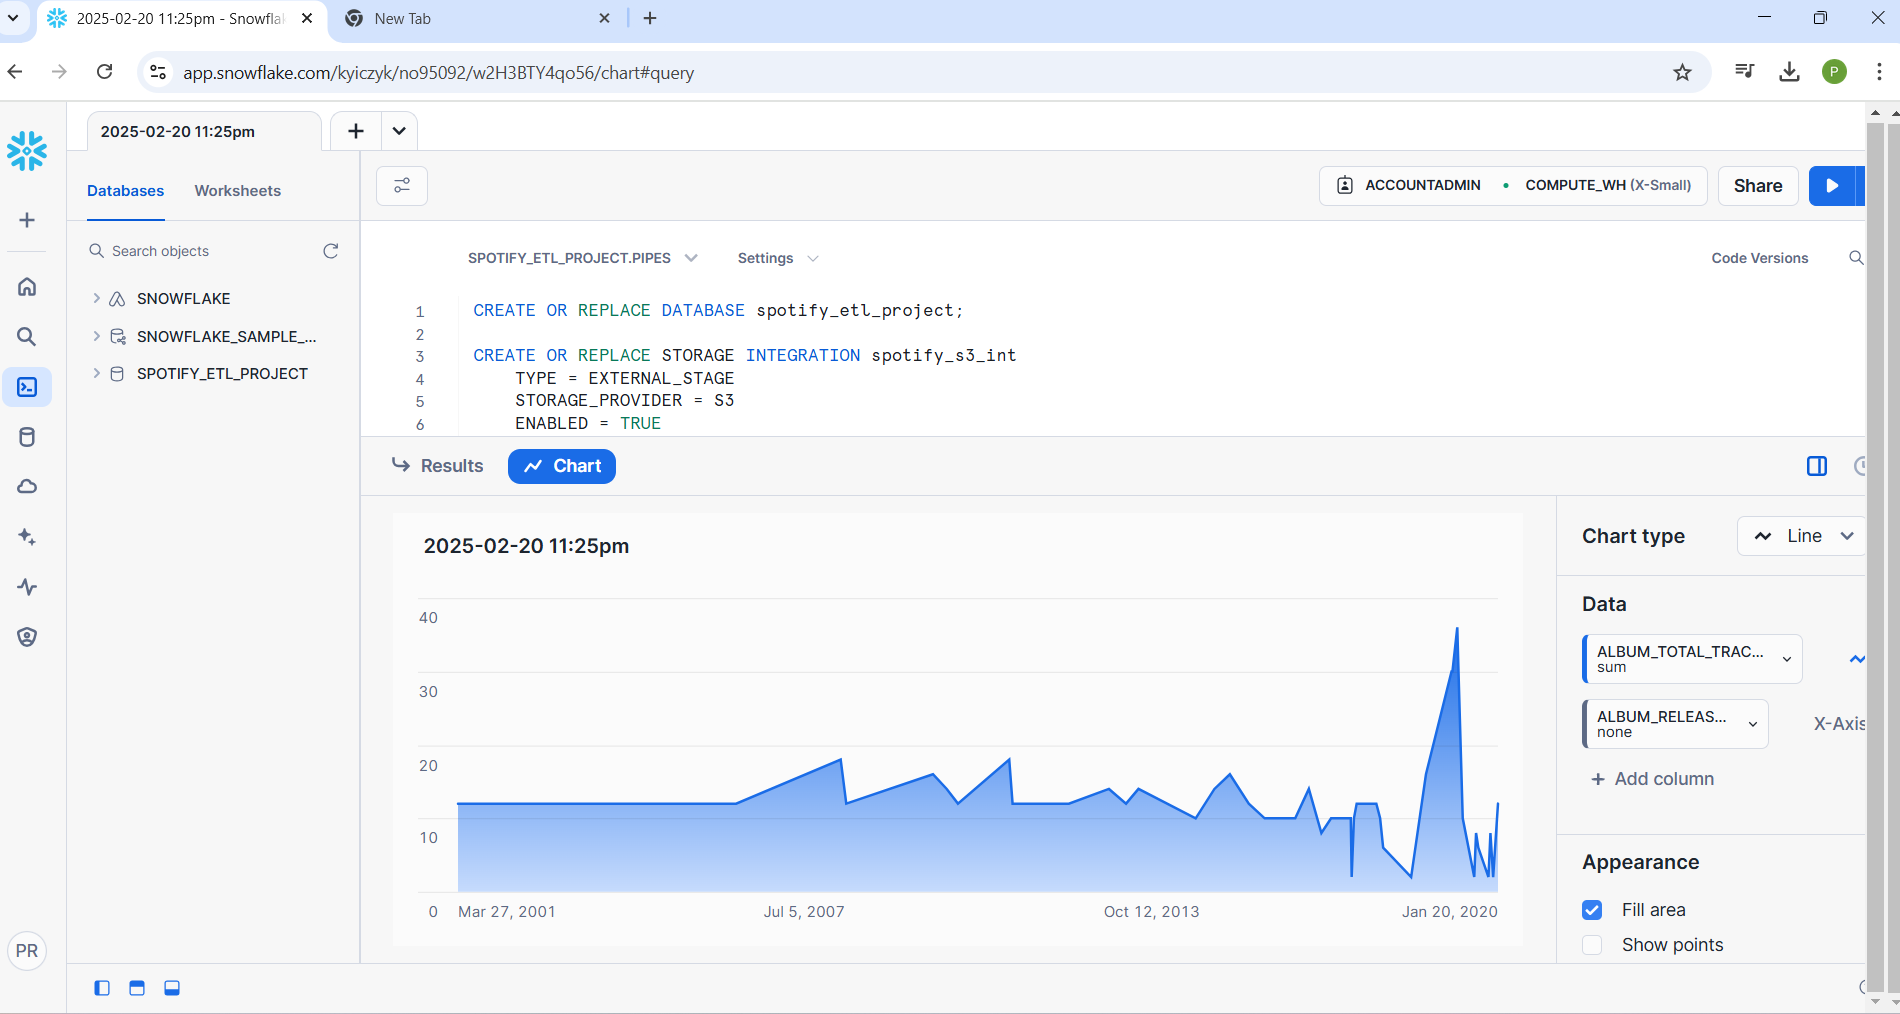 2025-02-20 11:25pm - Snowfla
New Tab
app.snowflake.com/kyiczyk/no95092/w2H3BTY4qo56/chart#query
P
2025-02-20 11:25pm
Databases
Worksheets
ACCOUNTADMIN
COMPUTE_WH (X-Small)
Share
Search objects
SPOTIFY_ETL_PROJECT.PIPES
Settings
Code Versions
SNOWFLAKE
SNOWFLAKE_SAMPLE_...
SPOTIFY_ETL_PROJECT
1 CREATE OR REPLACE DATABASE spotify_etl_project;
2
3 CREATE OR REPLACE STORAGE INTEGRATION spotify_s3_int
4 TYPE = EXTERNAL_STAGE
5 STORAGE_PROVIDER = S3
6 ENABLED = TRUE
Results
Chart
2025-02-20 11:25pm
40
30
20
10
0
Mar 27, 2001
Jul 5, 2007
Oct 12, 2013
Jan 20, 2020
Chart type
Line
Data
ALBUM_TOTAL_TRAC...
sum
ALBUM_RELEAS...
none
X-Axis
+ Add column
Appearance
Fill area
Show points
PR